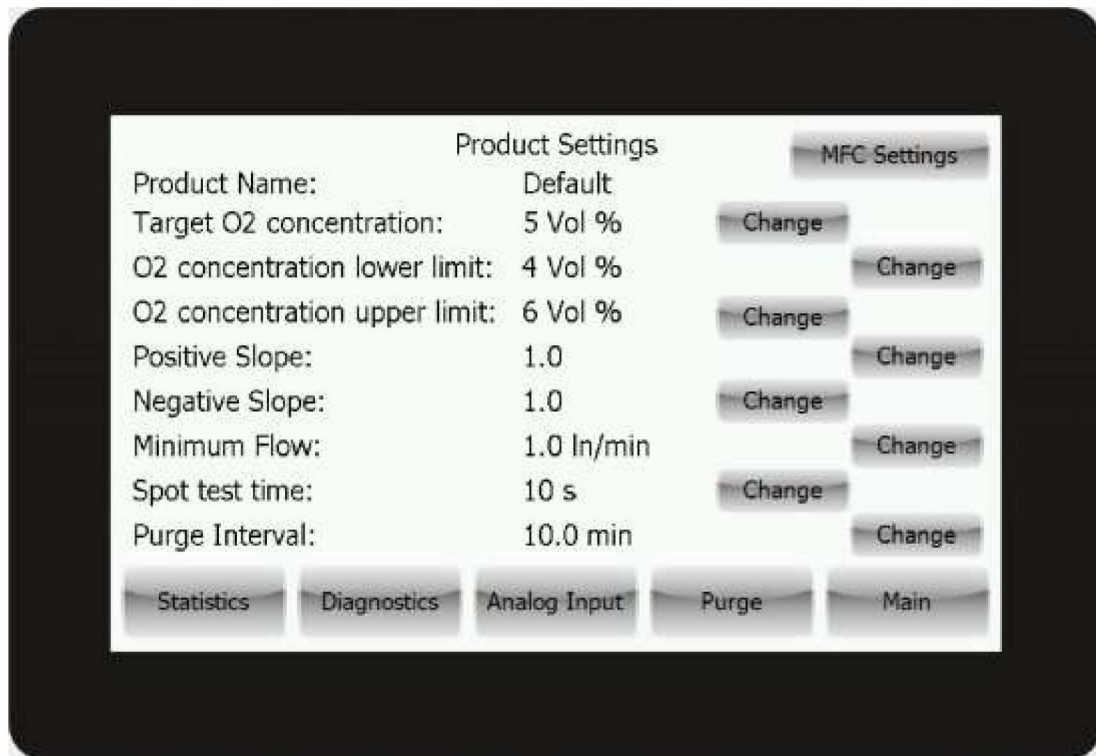 Product Settings
MFC Settings
Product Name: Default
Target O2 concentration: 5 Vol % Change
O2 concentration lower limit: 4 Vol % Change
O2 concentration upper limit: 6 Vol % Change
Positive Slope: 1.0 Change
Negative Slope: 1.0 Change
Minimum Flow: 1.0 ln/min Change
Spot test time: 10 s Change
Purge Interval: 10.0 min Change
Statistics Diagnostics Analog Input Purge Main